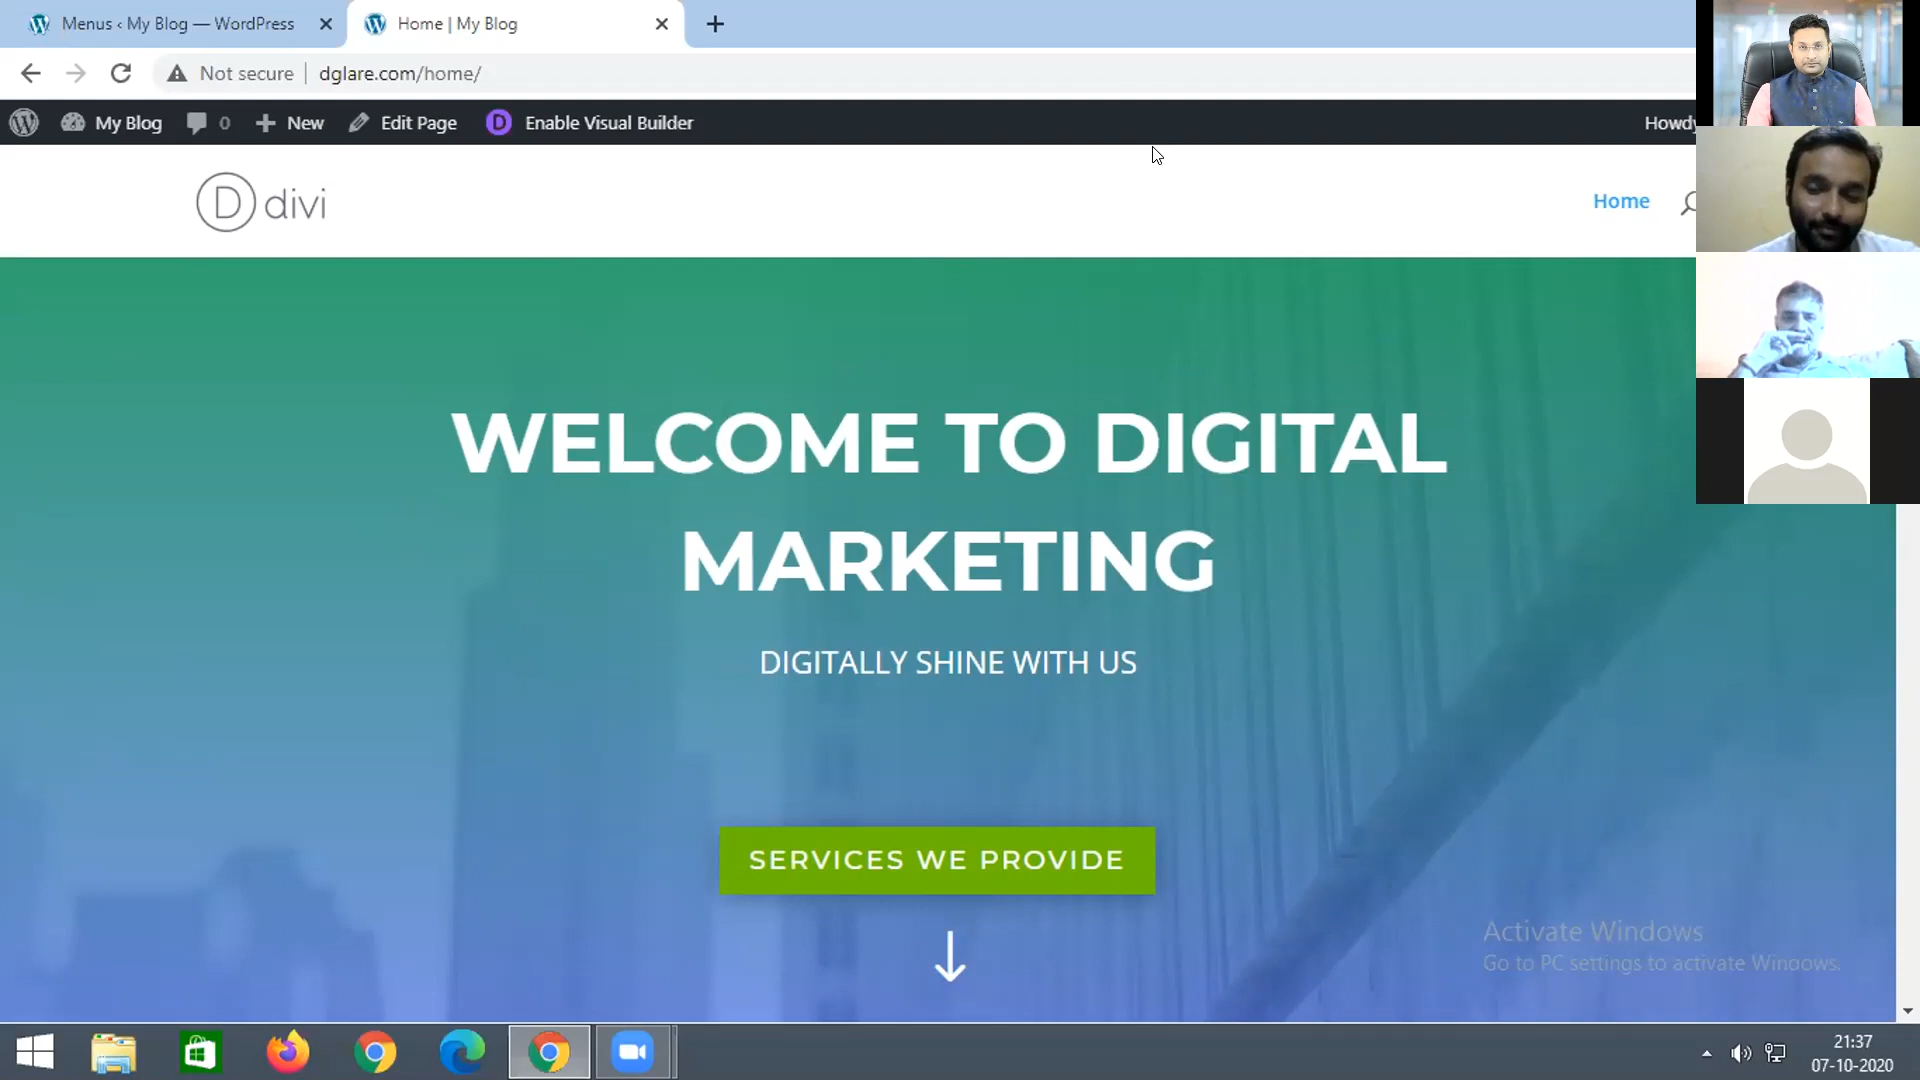 Menus ‹ My Blog — WordPress
Home | My Blog
Not secure
dglare.com/home/
My Blog
0
New
Edit Page
Enable Visual Builder
Howdy
D divi
Home
WELCOME TO DIGITAL
MARKETING
DIGITALLY SHINE WITH US
SERVICES WE PROVIDE
Activate Windows
Go to PC settings to activate Windows.
21:37
07-10-2020